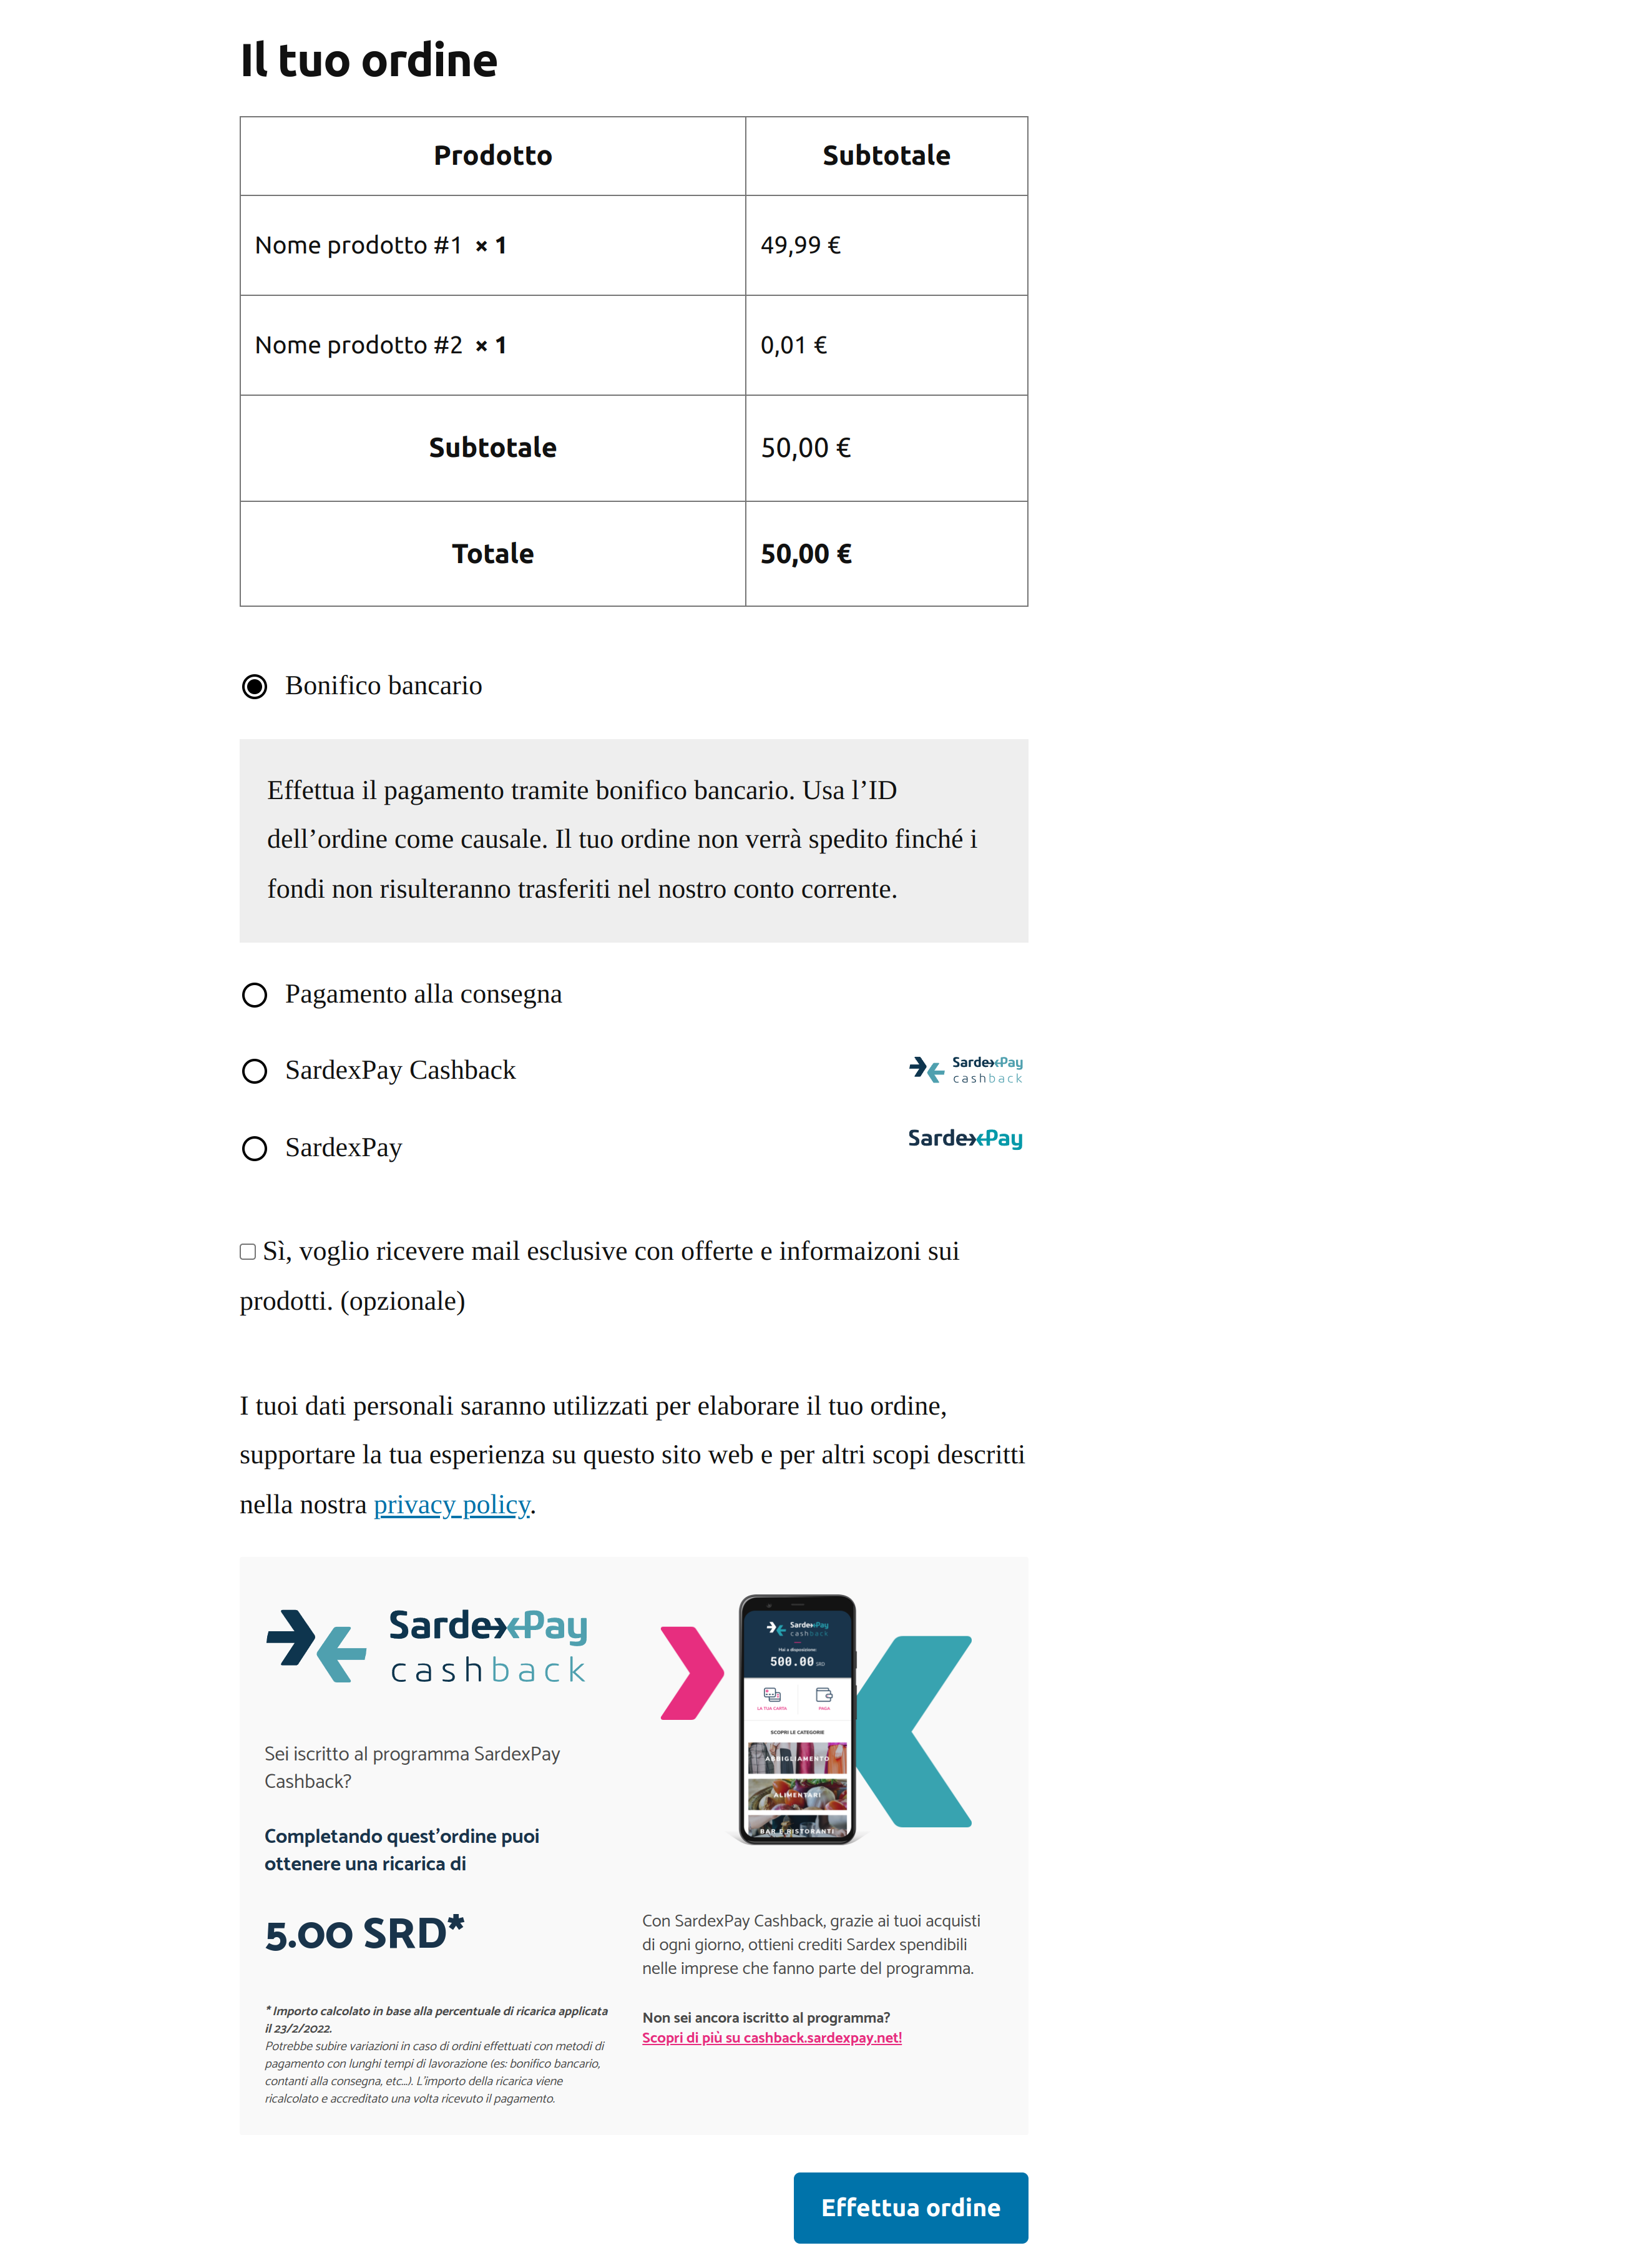 Il tuo ordine
Prodotto Subtotale
Nome prodotto #1 × 1 49,99 €
Nome prodotto #2 × 1 0,01 €
Subtotale 50,00 €
Totale 50,00 €
Bonifico bancario
Effettua il pagamento tramite bonifico bancario. Usa l’ID
dell’ordine come causale. Il tuo ordine non verrà spedito finché i
fondi non risulteranno trasferiti nel nostro conto corrente.
Pagamento alla consegna
SardexPay Cashback
SardexPay
cashback
SardexPay
SardexPay
Sì, voglio ricevere mail esclusive con offerte e informaizoni sui
prodotti. (opzionale)
I tuoi dati personali saranno utilizzati per elaborare il tuo ordine,
supportare la tua esperienza su questo sito web e per altri scopi descritti
nella nostra privacy policy.
SardexPay
cashback
Sei iscritto al programma SardexPay
Cashback?
Completando quest’ordine puoi
ottenere una ricarica di
5.00 SRD*
* Importo calcolato in base alla percentuale di ricarica applicata
il 23/2/2022.
Potrebbe subire variazioni in caso di ordini effettuati con metodi di
pagamento con lunghi tempi di lavorazione (es: bonifico bancario,
contanti alla consegna, etc...). L’importo della ricarica viene
ricalcolato e accreditato una volta ricevuto il pagamento.
SardexPay
cashback
Hai a disposizione:
500.00 SRD
LA TUA CARTA
PAGA
SCOPRI LE CATEGORIE
ABBIGLIAMENTO
ALIMENTARI
BAR E RISTORANTI
Con SardexPay Cashback, grazie ai tuoi acquisti
di ogni giorno, ottieni crediti Sardex spendibili
nelle imprese che fanno parte del programma.
Non sei ancora iscritto al programma?
Scopri di più su cashback.sardexpay.net!
Effettua ordine